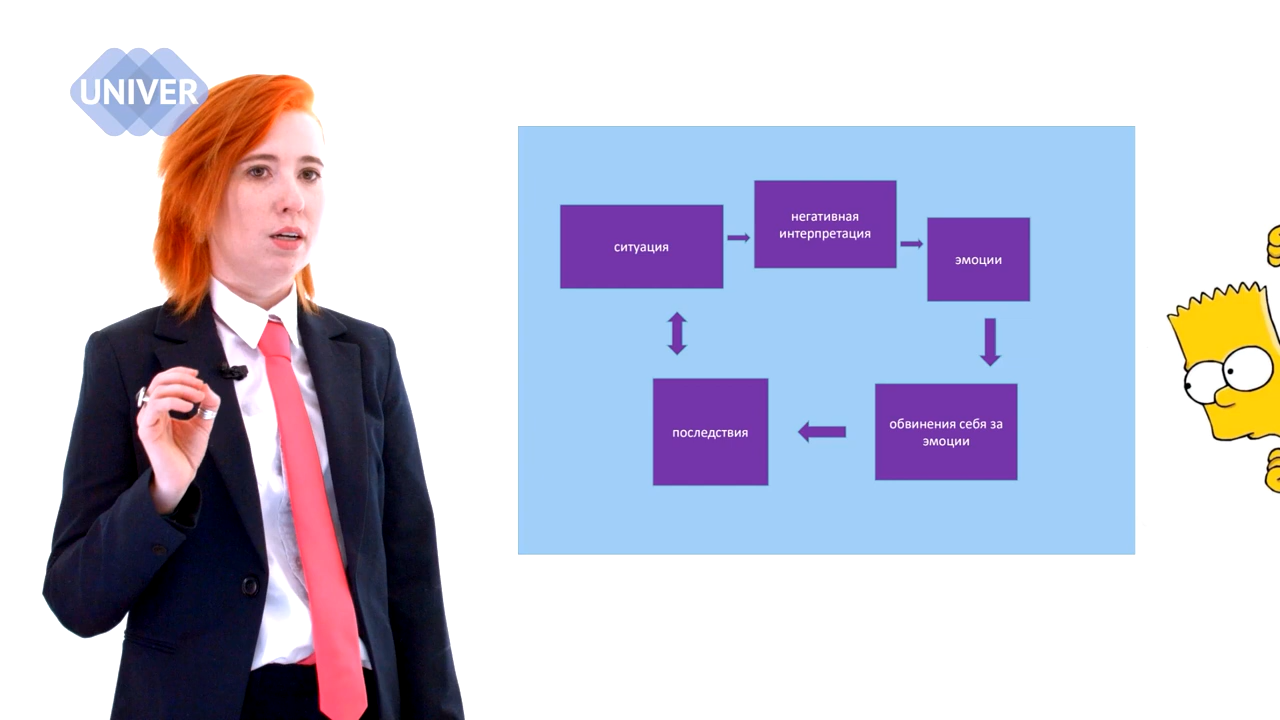 UNIVER
ситуация
негативная
интерпретация
эмоции
обвинения себя за
эмоции
последствия